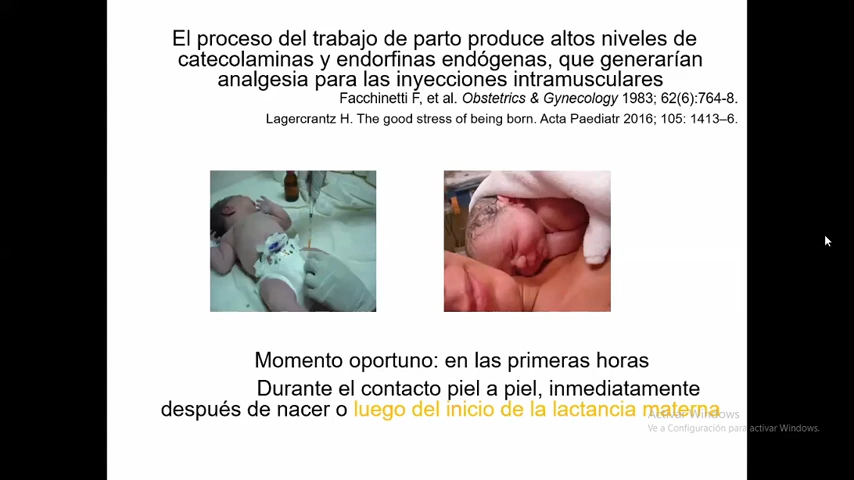 El proceso del trabajo de parto produce altos niveles de
catecolaminas y endorfinas endógenas, que generarían
analgesia para las inyecciones intramusculares
Facchinetti F, et al. Obstetrics & Gynecology 1983; 62(6):764-8.
Lagercrantz H. The good stress of being born. Acta Paediatr 2016; 105: 1413–6.
Momento oportuno: en las primeras horas
Durante el contacto piel a piel, inmediatamente
después de nacer o luego del inicio de la lactancia materna
Activar Windows
Ve a Configuración para activar Windows.